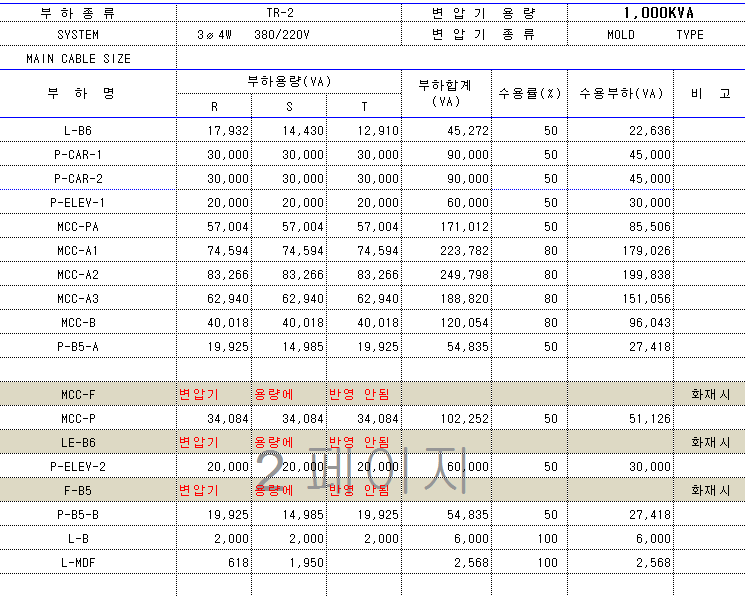 부 하 종 류 TR-2 변 압 기 용 량 1,000KVA
SYSTEM 3ø 4W 380/220V 변 압 기 종 류 MOLD TYPE
MAIN CABLE SIZE
부 하 명 부하용량(VA) 부하합계 (VA) 수용률(%) 수용부하(VA) 비 고
R S T
L-B6 17,932 14,430 12,910 45,272 50 22,636
P-CAR-1 30,000 30,000 30,000 90,000 50 45,000
P-CAR-2 30,000 30,000 30,000 90,000 50 45,000
P-ELEV-1 20,000 20,000 20,000 60,000 50 30,000
MCC-PA 57,004 57,004 57,004 171,012 50 85,506
MCC-A1 74,594 74,594 74,594 223,782 80 179,026
MCC-A2 83,266 83,266 83,266 249,798 80 199,838
MCC-A3 62,940 62,940 62,940 188,820 80 151,056
MCC-B 40,018 40,018 40,018 120,054 80 96,043
P-B5-A 19,925 14,985 19,925 54,835 50 27,418
MCC-F 변압기 용량에 반영 안됨 화재시
MCC-P 34,084 34,084 34,084 102,252 50 51,126
LE-B6 변압기 용량에 반영 안됨 화재시
P-ELEV-2 20,000 20,000 20,000 60,000 50 30,000
2 페이지
F-B5 변압기 용량에 반영 안됨 화재시
P-B5-B 19,925 14,985 19,925 54,835 50 27,418
L-B 2,000 2,000 2,000 6,000 100 6,000
L-MDF 618 1,950 2,568 100 2,568